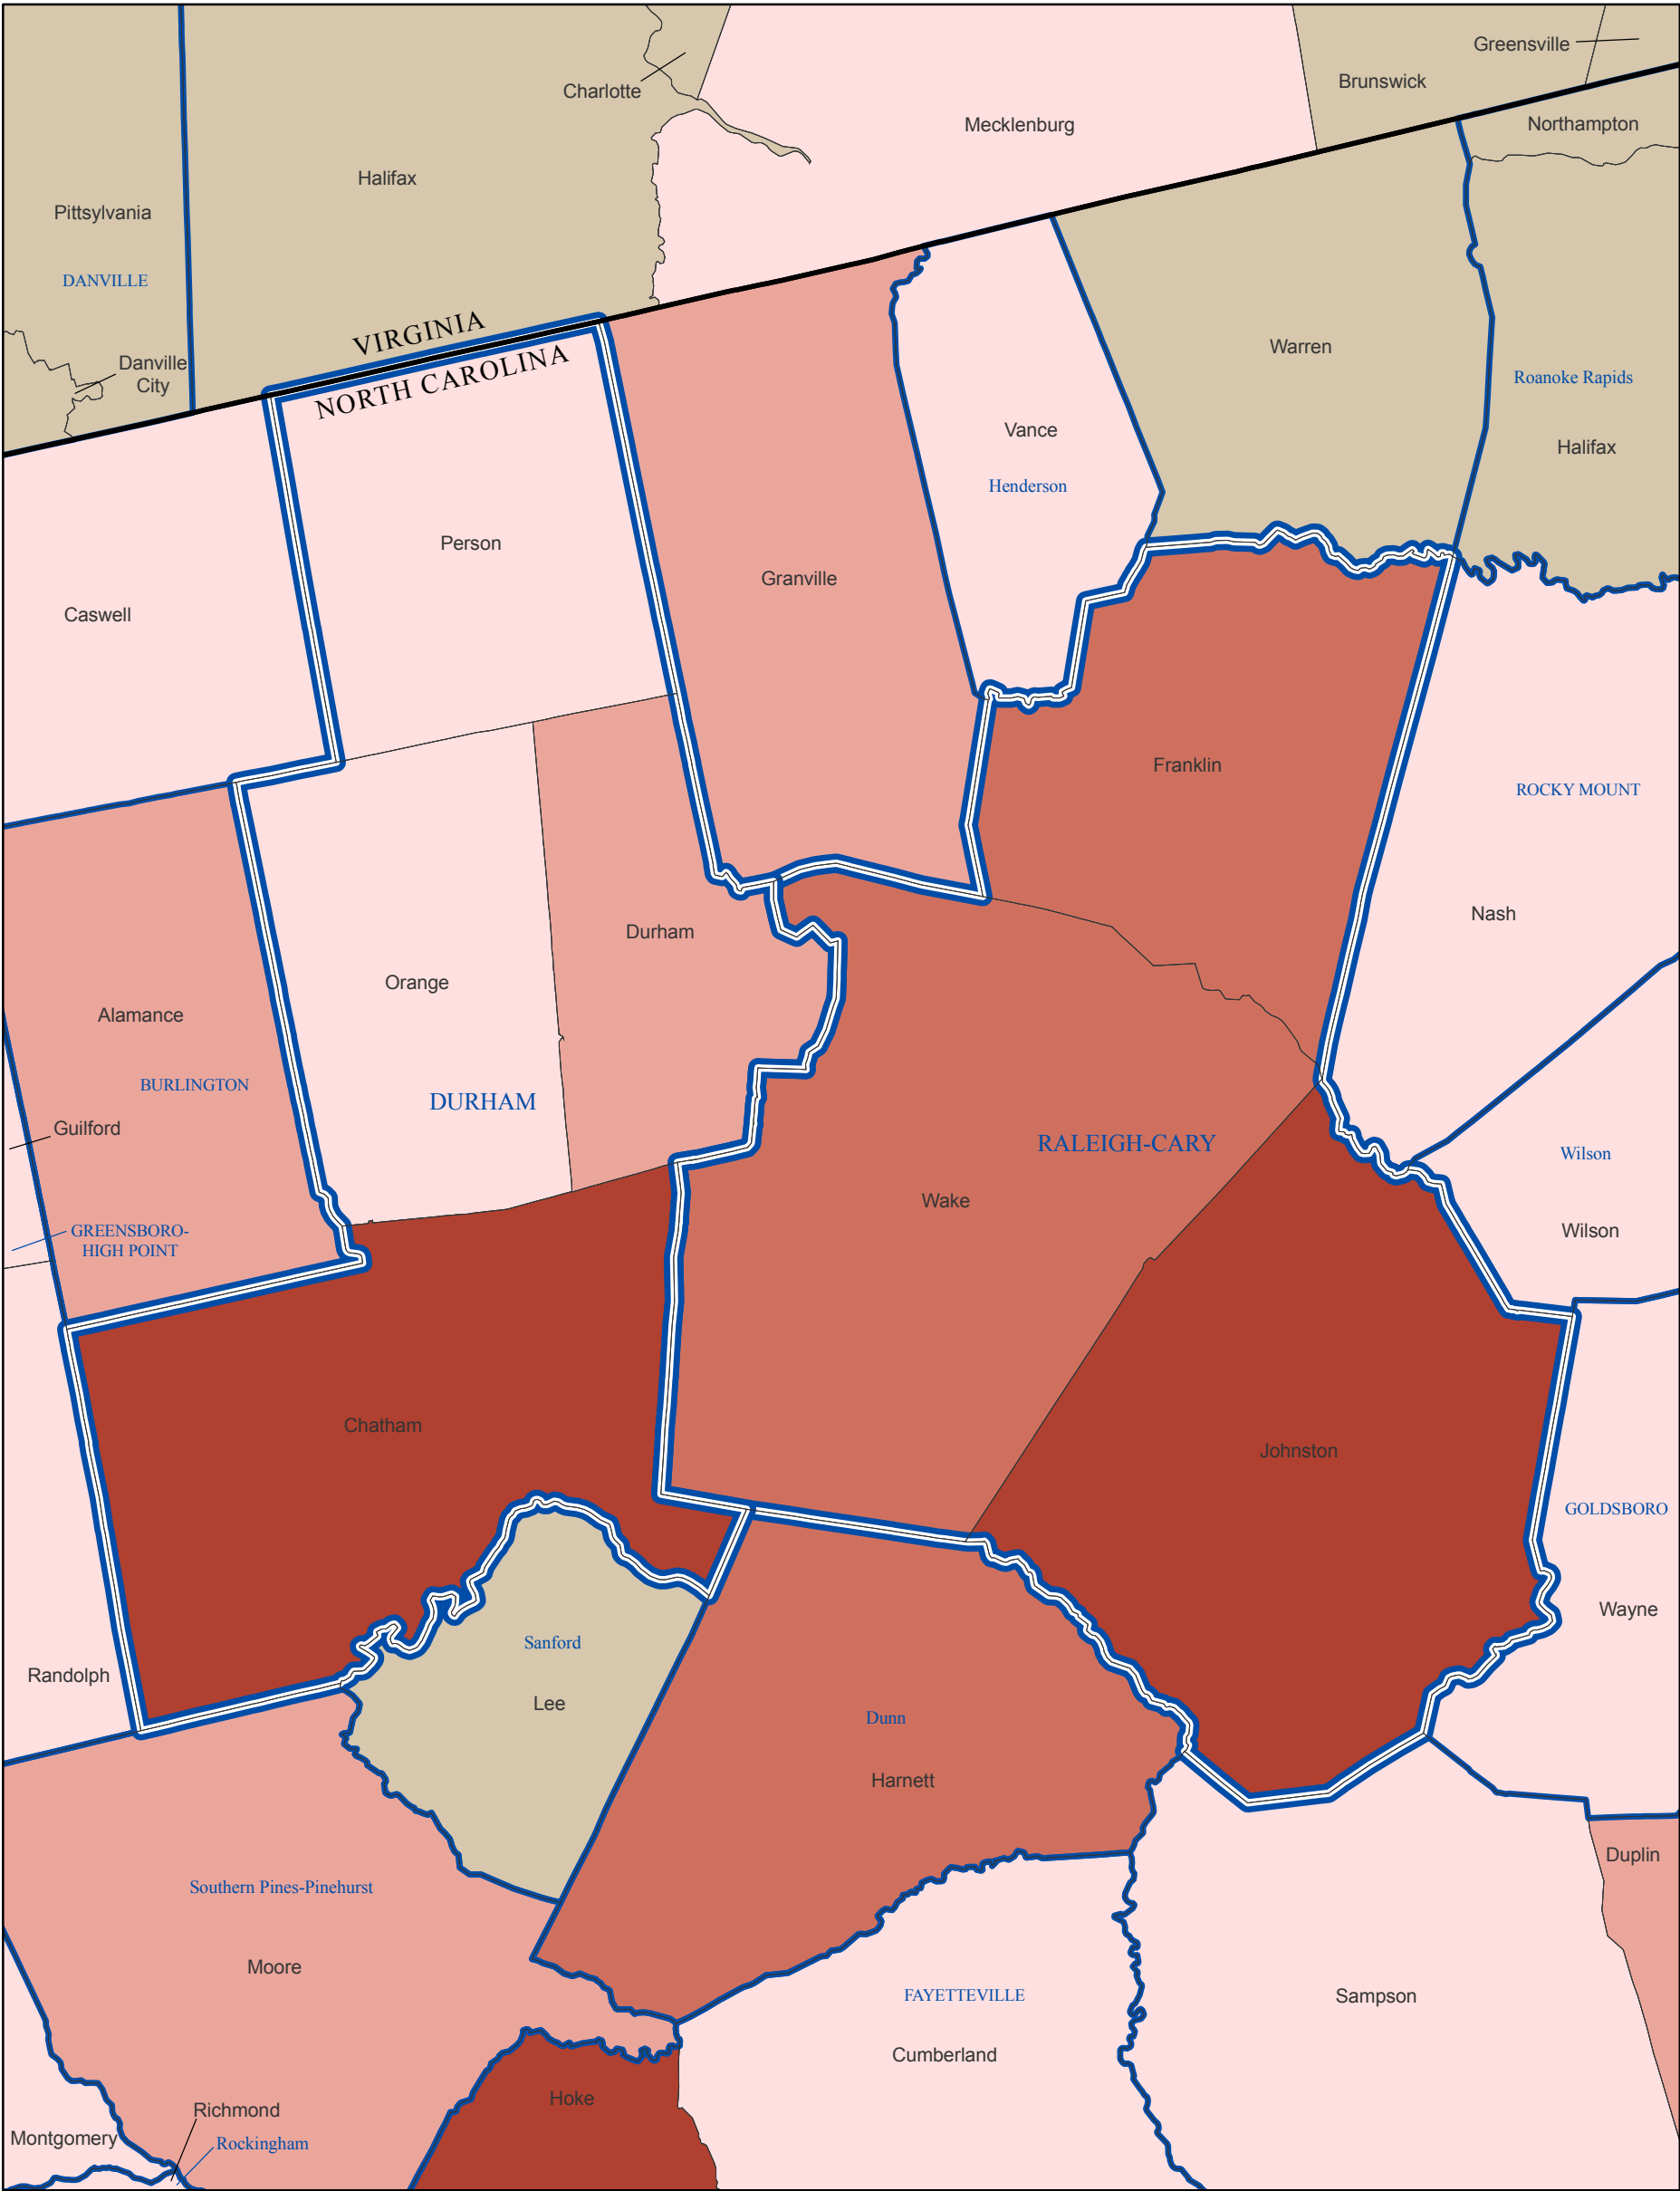 Greensville
Charlotte
Brunswick
Mecklenburg
Northampton
Halifax
Pittsylvania
DANVILLE
VIRGINIA
NORTH CAROLINA
Danville
City
Warren
Roanoke Rapids
Halifax
Vance
Henderson
Person
Granville
Caswell
Franklin
ROCKY MOUNT
Nash
Durham
Orange
Alamance
BURLINGTON
DURHAM
Guilford
RALEIGH-CARY
Wilson
Wake
Wilson
GREENSBORO-
HIGH POINT
Chatham
Johnston
GOLDSBORO
Wayne
Sanford
Randolph
Lee
Dunn
Harnett
Duplin
Southern Pines-Pinehurst
Moore
FAYETTEVILLE
Sampson
Cumberland
Hoke
Richmond
Montgomery
Rockingham